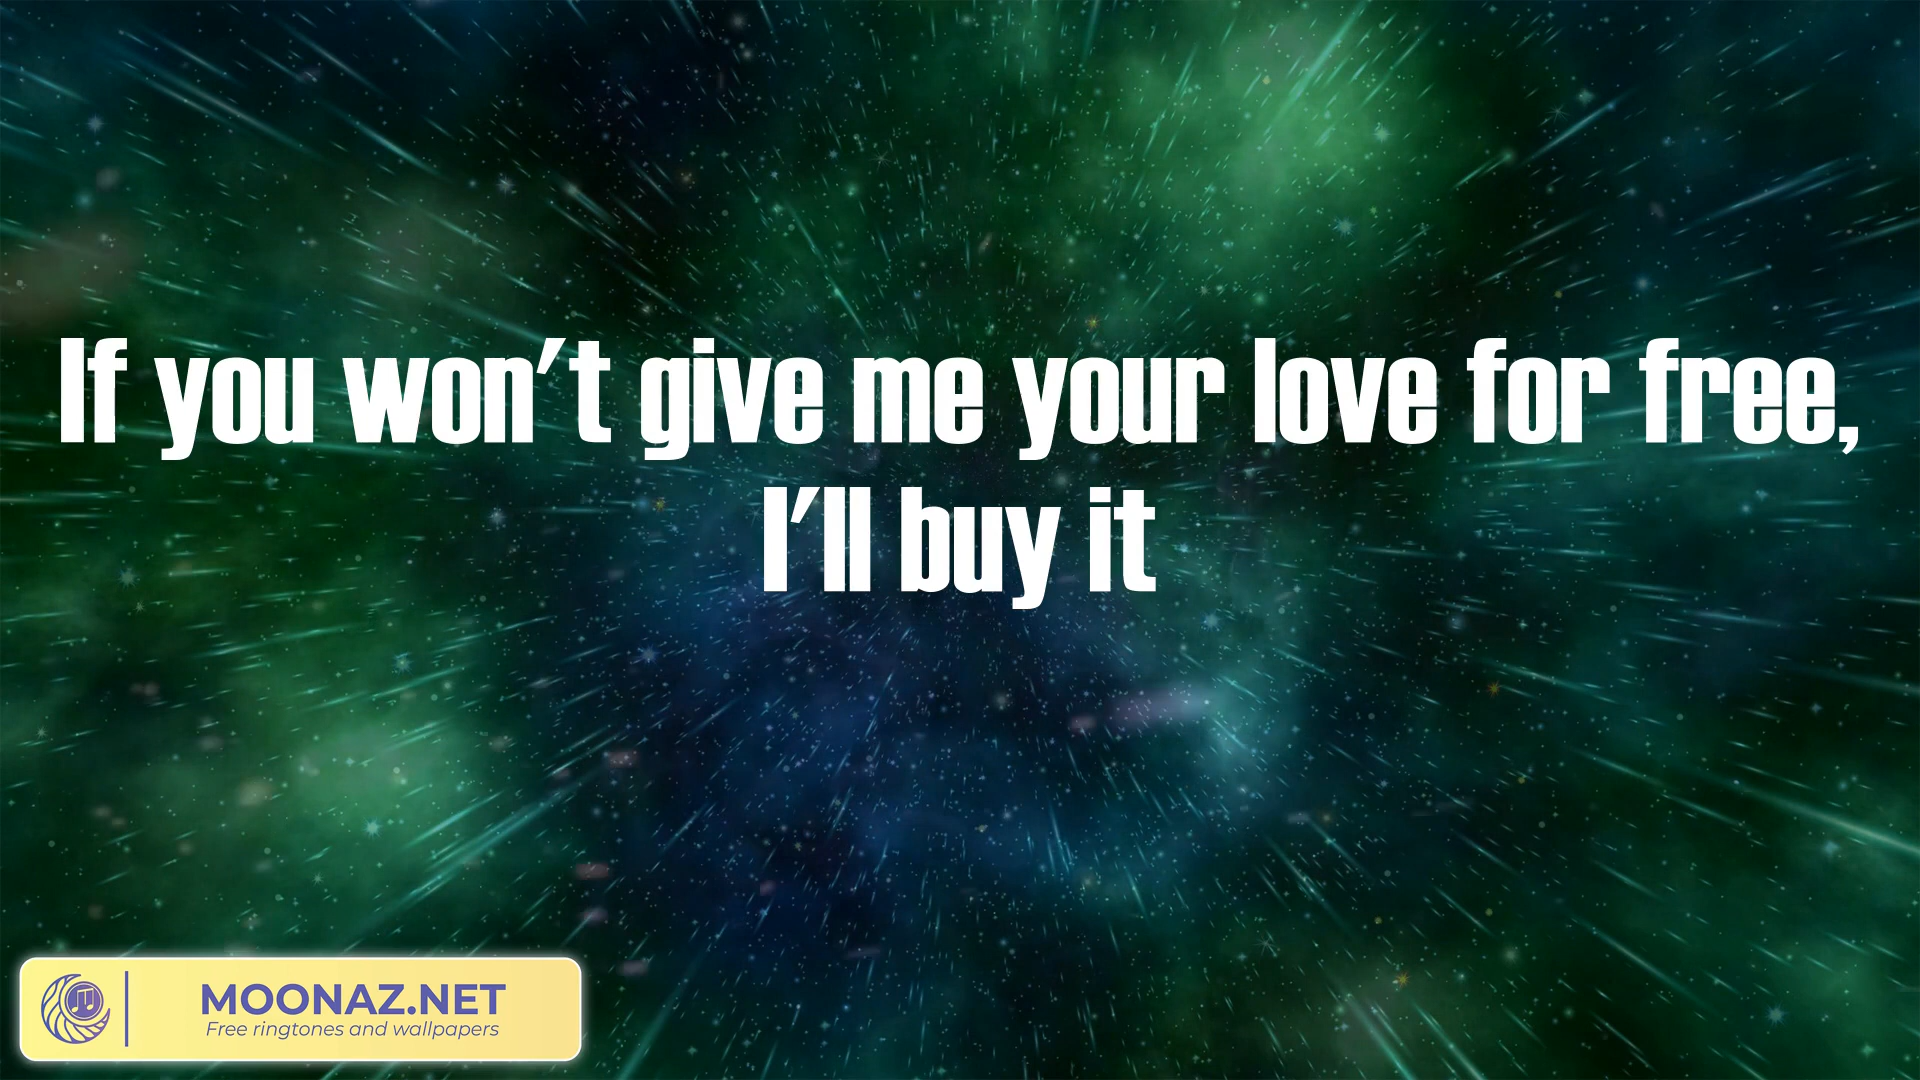 If you won't give me your love for free,
I'll buy it
MOONAZ.NET
Free ringtones and wallpapers